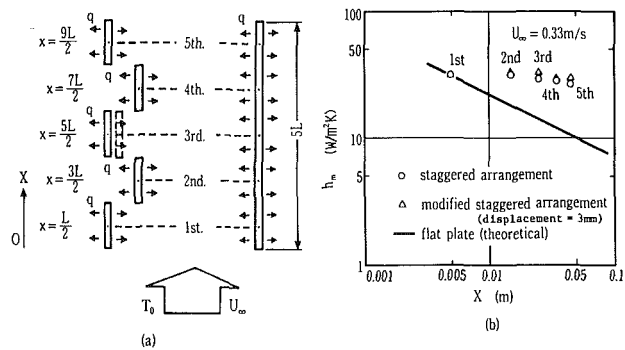 q
q
x = 9L/2
5th.
q
x = 7L/2
4th.
q
x = 5L/2
3rd.
5L
q
X
x = 3L/2
2nd.
q
x = L/2
1st.
O
T₀
U∞
(a)
100
U∞ = 0.33m/s
1st
2nd
3rd
4th
5th
hₘ (W/m²K)
10
5
○ staggered arrangement
△ modified staggered arrangement
(displacement = 3mm)
flat plate (theoretical)
1
0.001
0.005
0.01
0.05
0.1
X (m)
(b)